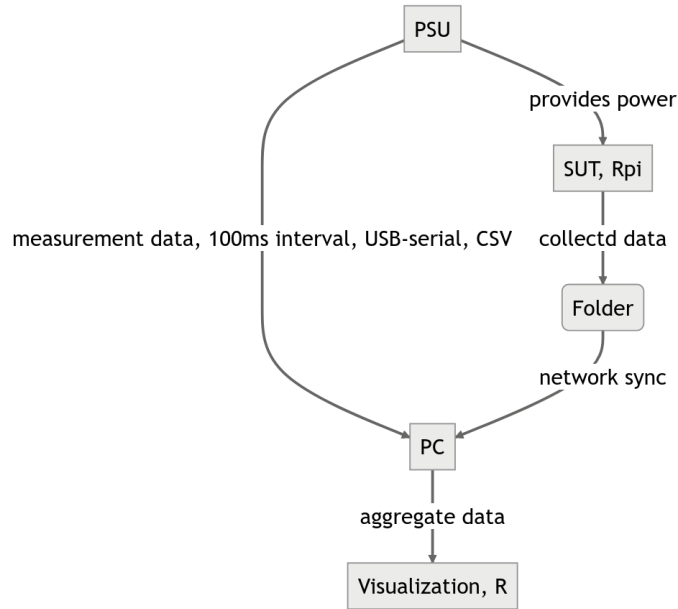 PSU
provides power
SUT, Rpi
measurement data, 100ms interval, USB-serial, CSV
collectd data
Folder
network sync
PC
aggregate data
Visualization, R